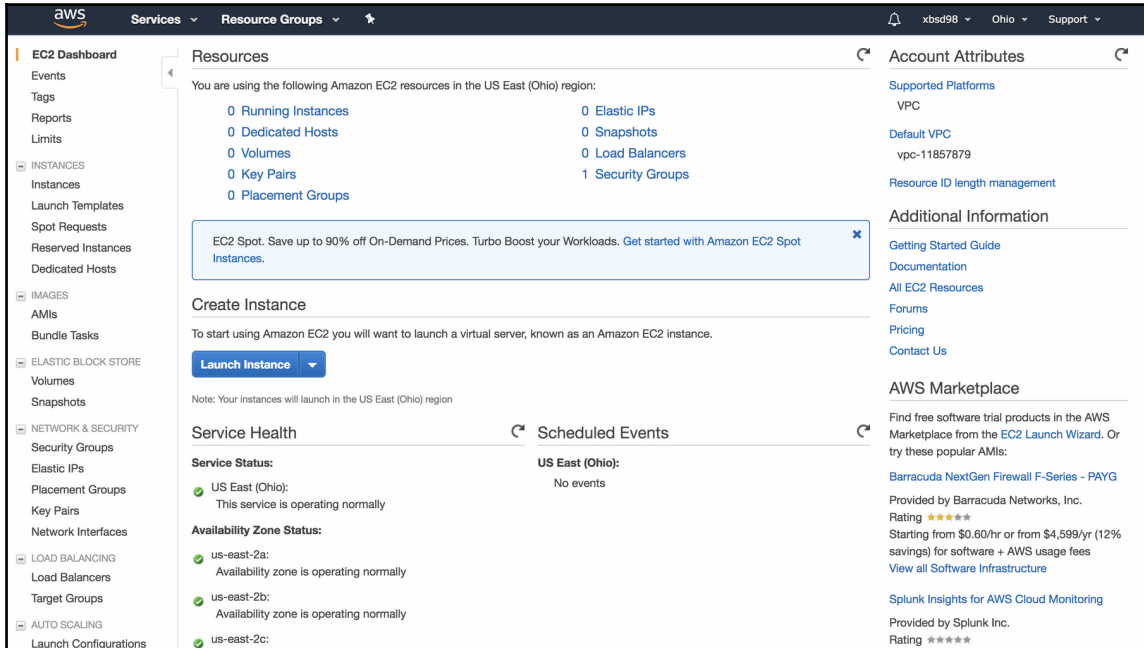 aws
Services
Resource Groups
xbsd98
Ohio
Support
EC2 Dashboard
Events
Tags
Reports
Limits
INSTANCES
Instances
Launch Templates
Spot Requests
Reserved Instances
Dedicated Hosts
IMAGES
AMIs
Bundle Tasks
ELASTIC BLOCK STORE
Volumes
Snapshots
NETWORK & SECURITY
Security Groups
Elastic IPs
Placement Groups
Key Pairs
Network Interfaces
LOAD BALANCING
Load Balancers
Target Groups
AUTO SCALING
Launch Configurations
Resources
You are using the following Amazon EC2 resources in the US East (Ohio) region:
0 Running Instances
0 Dedicated Hosts
0 Volumes
0 Key Pairs
0 Placement Groups
0 Elastic IPs
0 Snapshots
0 Load Balancers
1 Security Groups
EC2 Spot. Save up to 90% off On-Demand Prices. Turbo Boost your Workloads. Get started with Amazon EC2 Spot
Instances.
Create Instance
To start using Amazon EC2 you will want to launch a virtual server, known as an Amazon EC2 instance.
Launch Instance
Note: Your instances will launch in the US East (Ohio) region
Service Health
Service Status:
US East (Ohio):
This service is operating normally
Availability Zone Status:
us-east-2a:
Availability zone is operating normally
us-east-2b:
Availability zone is operating normally
us-east-2c:
Scheduled Events
US East (Ohio):
No events
Account Attributes
Supported Platforms
VPC
Default VPC
vpc-11857879
Resource ID length management
Additional Information
Getting Started Guide
Documentation
All EC2 Resources
Forums
Pricing
Contact Us
AWS Marketplace
Find free software trial products in the AWS
Marketplace from the EC2 Launch Wizard. Or
try these popular AMIs:
Barracuda NextGen Firewall F-Series - PAYG
Provided by Barracuda Networks, Inc.
Rating
Starting from $0.60/hr or from $4,599/yr (12%
savings) for software + AWS usage fees
View all Software Infrastructure
Splunk Insights for AWS Cloud Monitoring
Provided by Splunk Inc.
Rating